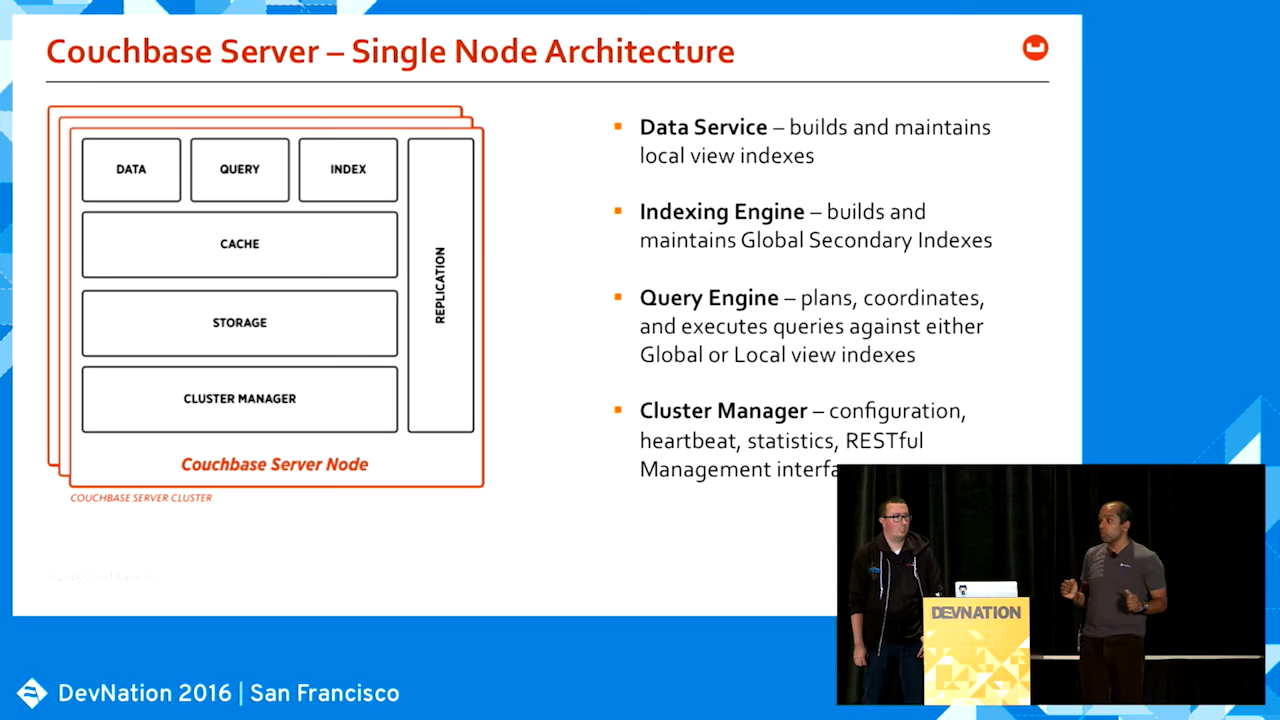 Couchbase Server – Single Node Architecture
DATA
QUERY
INDEX
CACHE
STORAGE
CLUSTER MANAGER
REPLICATION
Couchbase Server Node
COUCHBASE SERVER CLUSTER
Data Service – builds and maintains
local view indexes
Indexing Engine – builds and
maintains Global Secondary Indexes
Query Engine – plans, coordinates,
and executes queries against either
Global or Local view indexes
Cluster Manager – configuration,
heartbeat, statistics, RESTful
Management
DEVNATION
DevNation 2016 | San Francisco